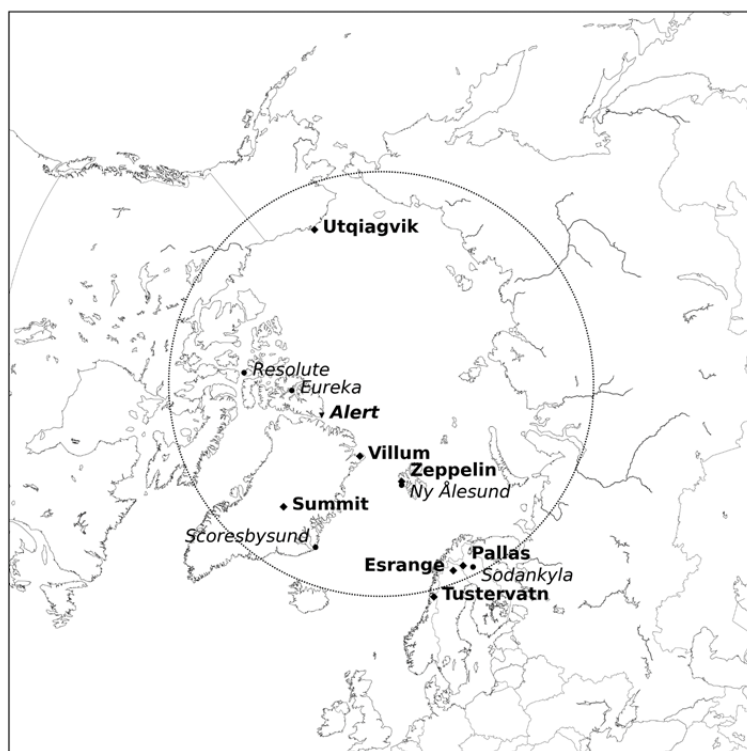 Utqiagvik
Resolute
Eureka
Alert
Villum
Zeppelin
Ny Ålesund
Summit
Scoresbysund
Pallas
Esrange
Sodankyla
Tustervatn